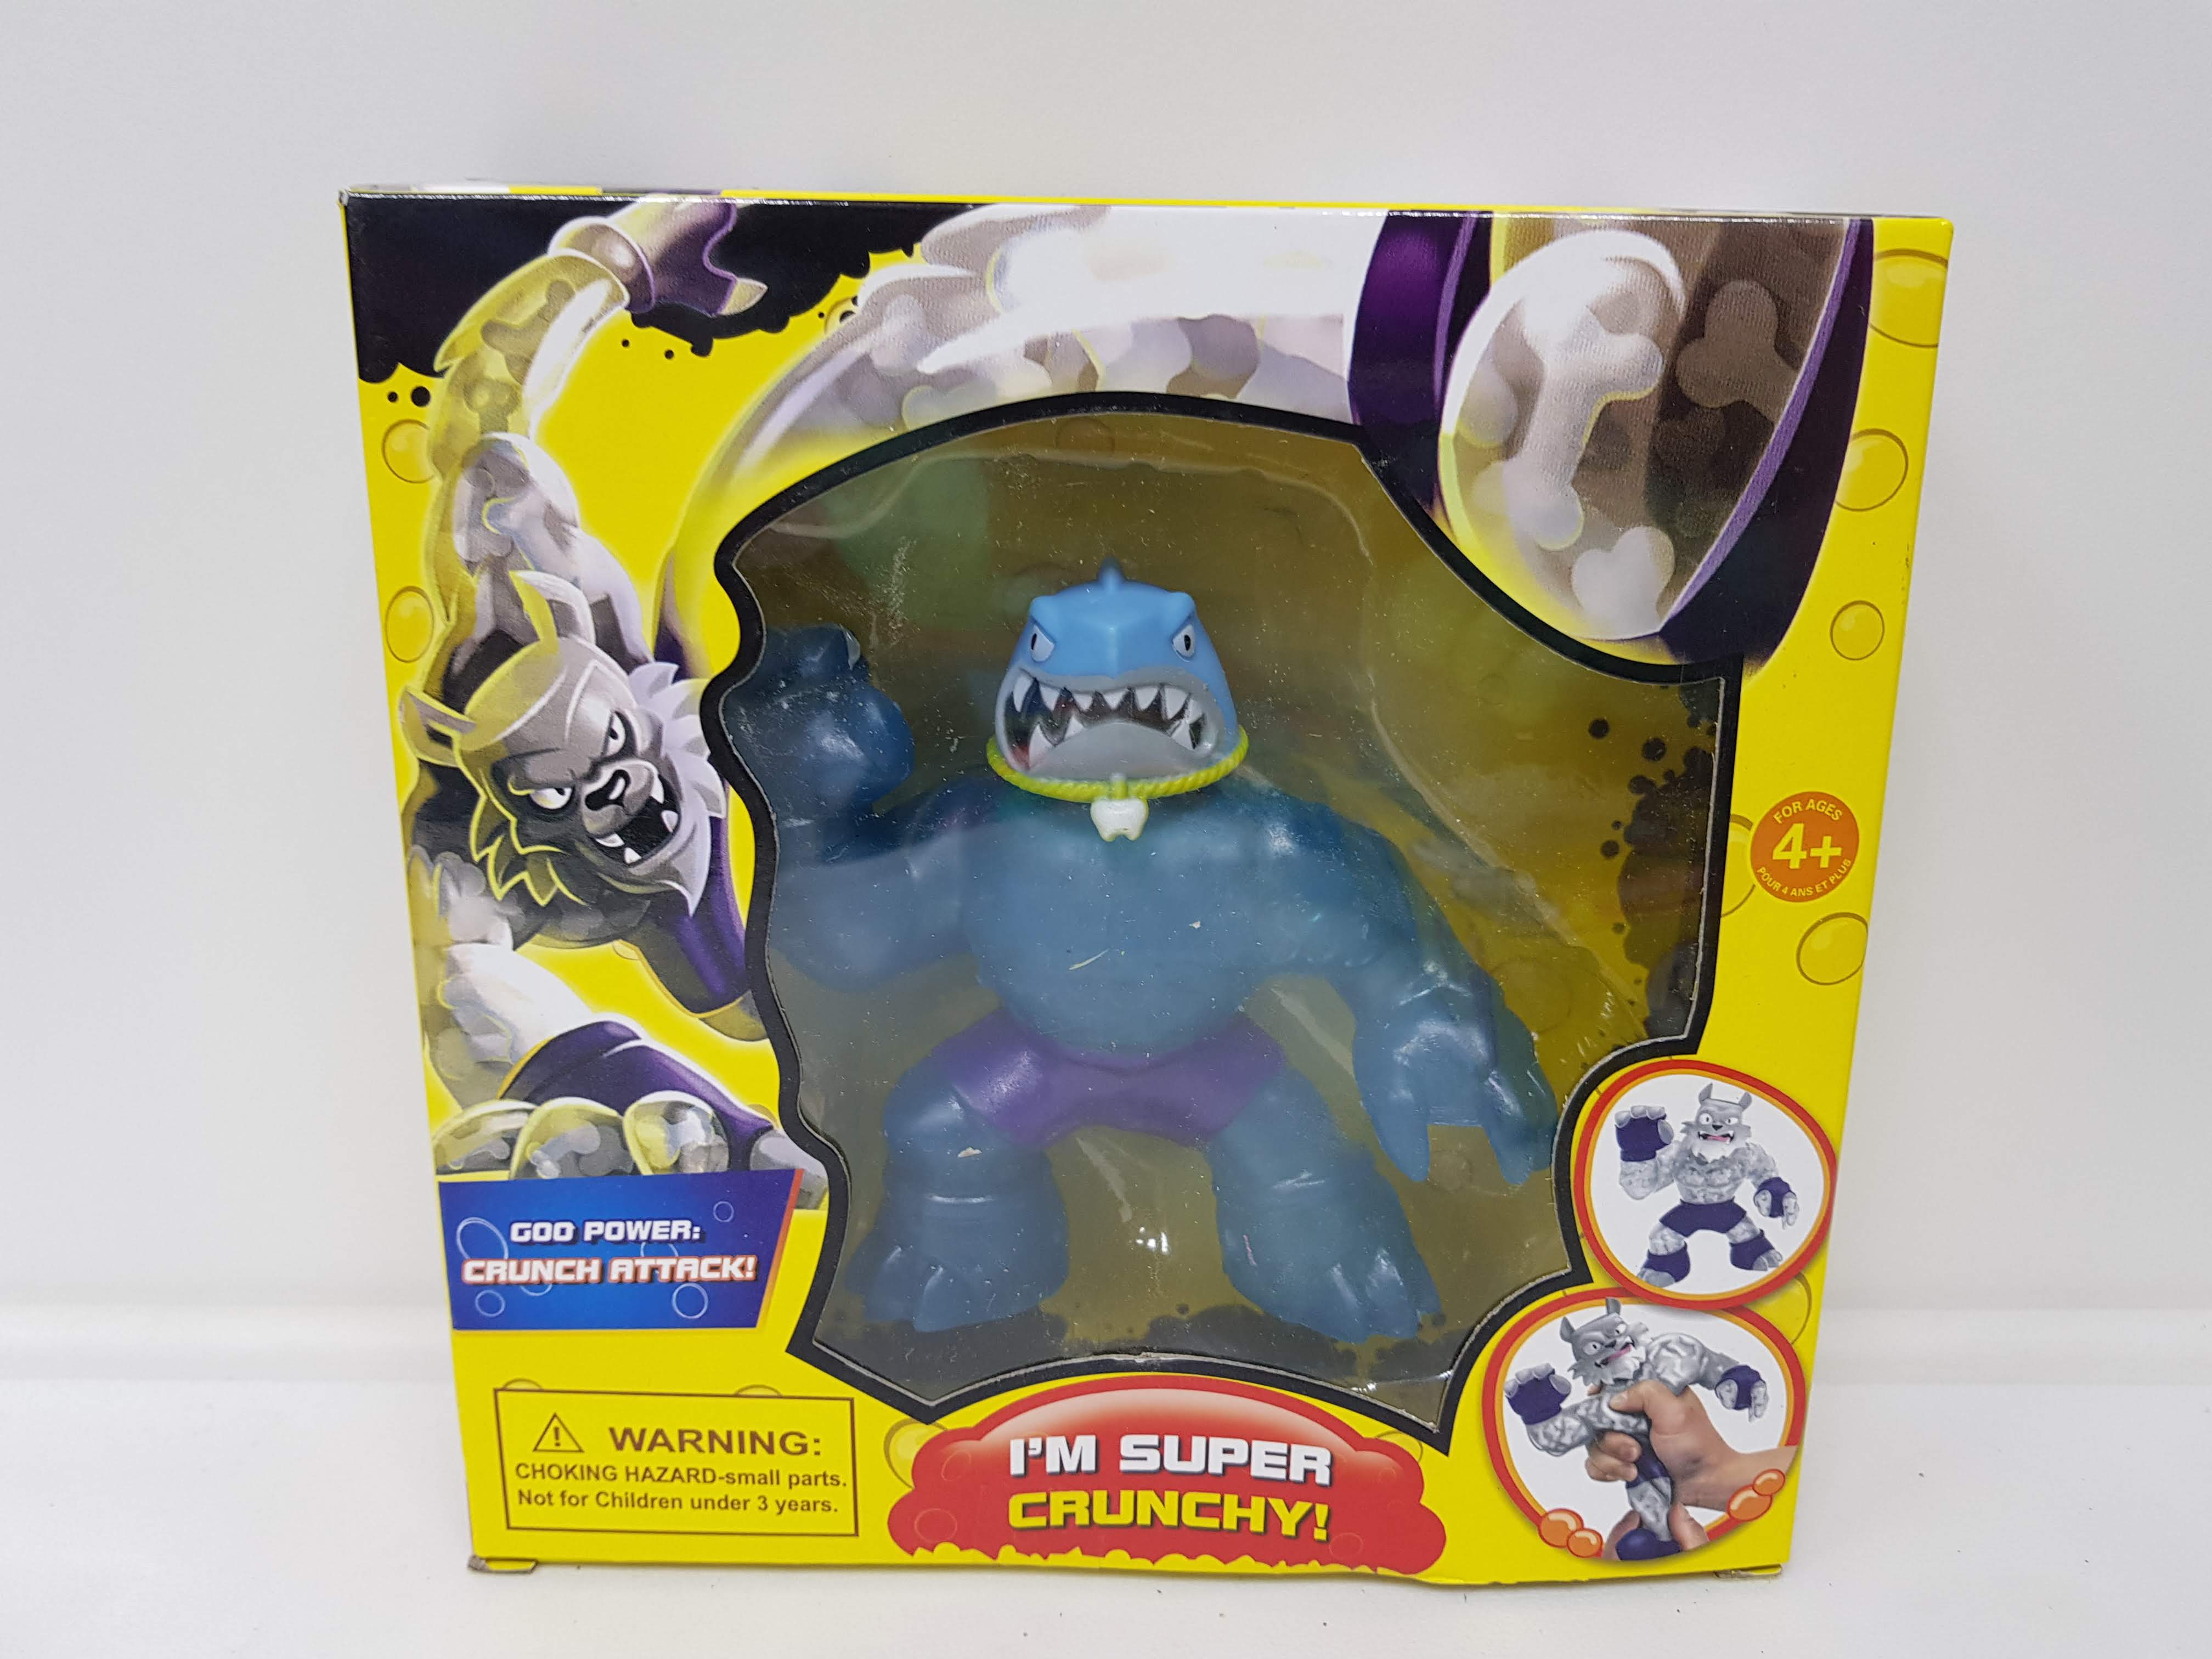 FOR AGES
4+
POUR 4 ANS ET PLUS
GOO POWER:
CRUNCH ATTACK!
WARNING:
CHOKING HAZARD-small parts.
Not for Children under 3 years.
I'M SUPER
CRUNCHY!